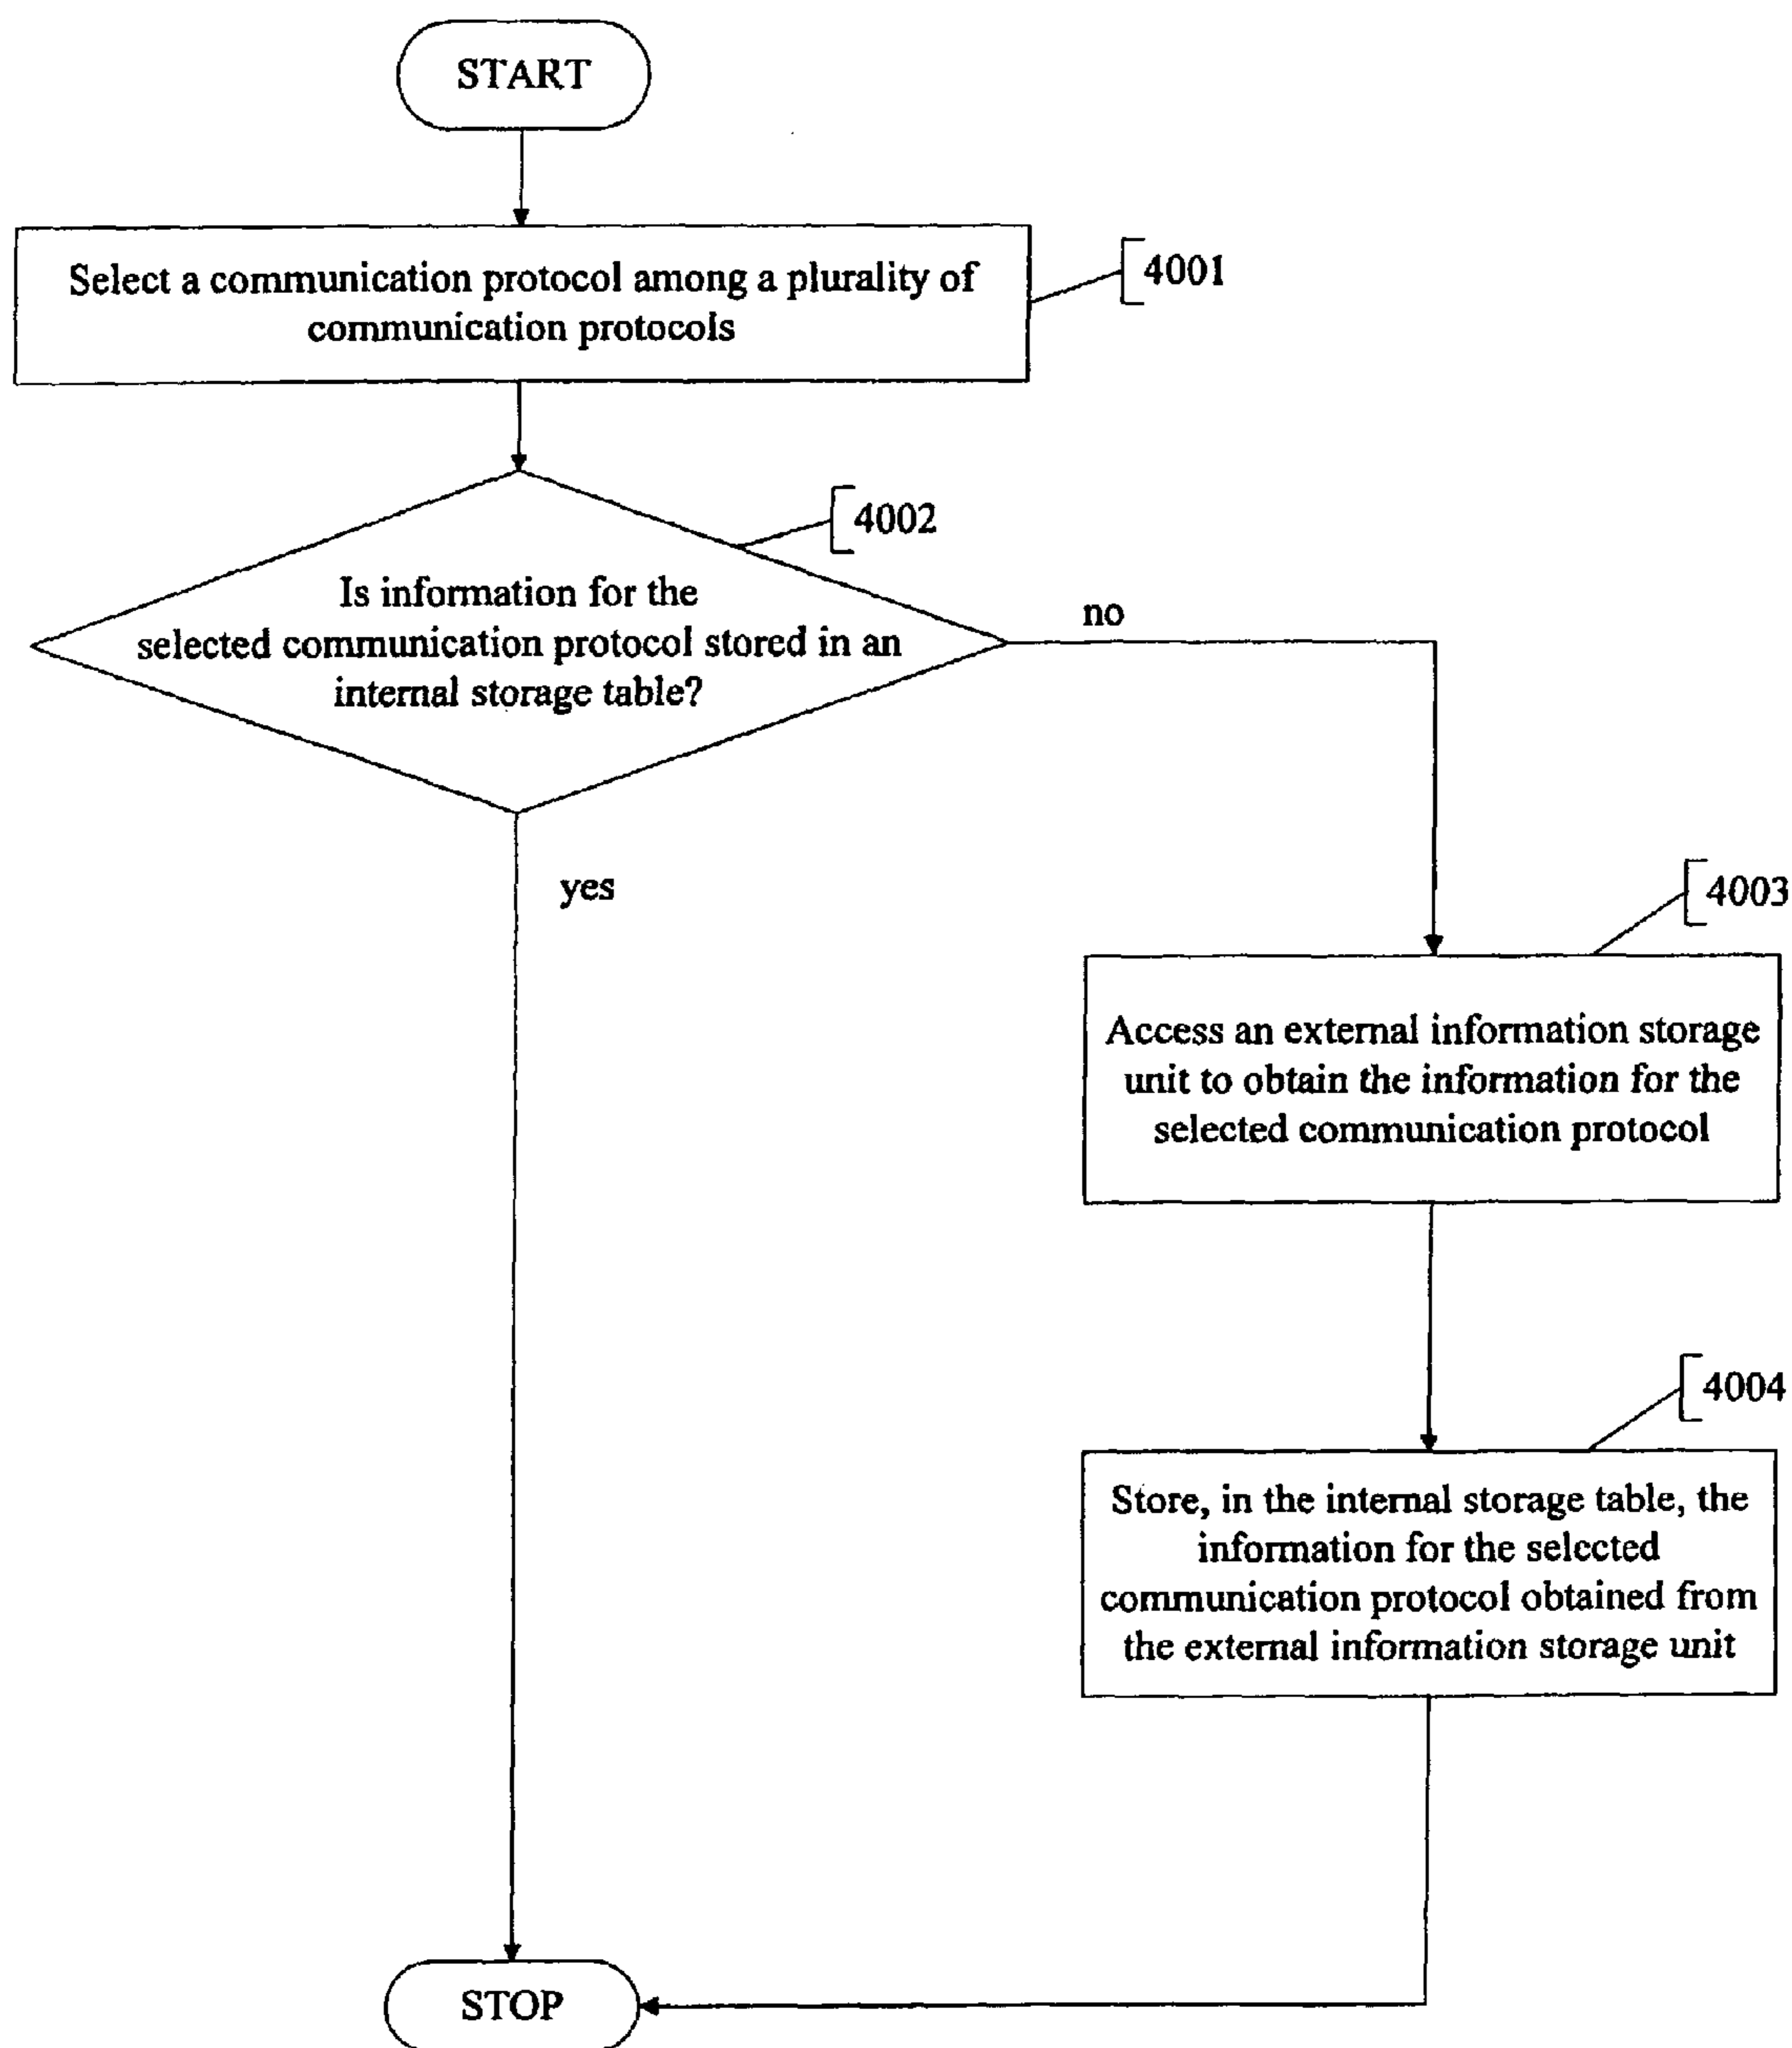 START
Select a communication protocol among a plurality of
communication protocols
4001
4002
Is information for the
selected communication protocol stored in an
internal storage table?
no
yes
4003
Access an external information storage
unit to obtain the information for the
selected communication protocol
4004
Store, in the internal storage table, the
information for the selected
communication protocol obtained from
the external information storage unit
STOP